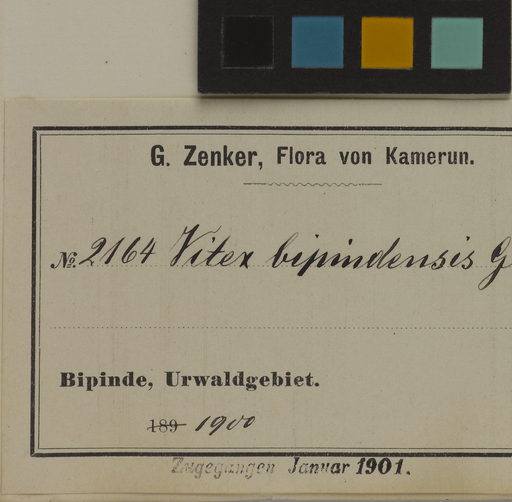 G. Zenker, Flora von Kamerun.
No. 2164 Vitex bipindensis G
Bipinde, Urwaldgebiet.
189 1900
Zugegangen Januar 1901.